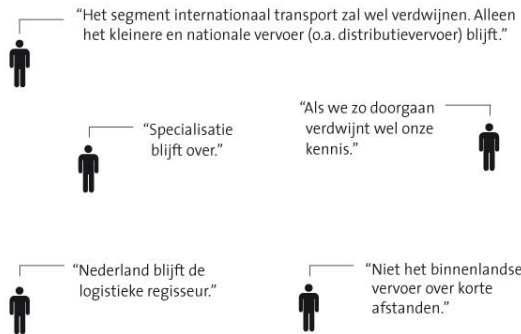 “Het segment internationaal transport zal wel verdwijnen. Alleen
het kleinere en nationale vervoer (o.a. distributievervoer) blijft.”
“Specialisatie
blijft over.”
“Als we zo doorgaan
verdwijnt wel onze
kennis.”
“Nederland blijft de
logistieke regisseur.”
“Niet het binnenlandse
vervoer over korte
afstanden.”